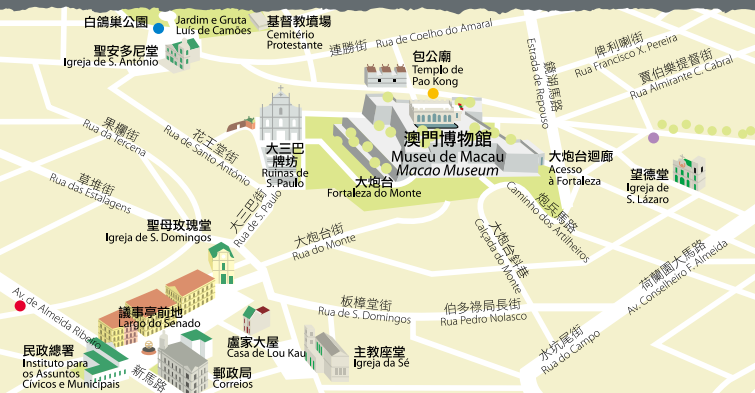 白鴿巢公園
Jardim e Gruta
Luís de Camões
基督教墳場
Cemitério
Protestante
聖安多尼堂
Igreja de S. António
連勝街 Rua de Coelho do Amaral
包公廟
Templo de
Pao Kong
鏡湖馬路
Estrada de Repouso
俾利喇街
Rua Francisco X. Pereira
賈伯樂提督街
Rua Almirante C. Cabral
果欄街
Rua da Tercena
花王堂街
Rua de Santo António
大三巴
牌坊
Ruinas de
S. Paulo
澳門博物館
Museu de Macau
Macao Museum
大炮台
Fortaleza do Monte
大炮台迴廊
Acesso
à Fortaleza
望德堂
Igreja de
S. Lázaro
草堆街
Rua das Estalagens
大三巴街
Rua de S. Paulo
聖母玫瑰堂
Igreja de S. Domingos
大炮台街
Rua do Monte
大炮台斜巷
Calçada do Monte
炮兵馬路
Caminho dos Artilheiros
荷蘭園大馬路
Av. Conselheiro F. Almeida
Av. de Almeida Ribeiro
議事亭前地
Largo do Senado
板樟堂街
Rua de S. Domingos
伯多祿局長街
Rua Pedro Nolasco
水坑尾街
Rua do Campo
民政總署
Instituto para
os Assuntos
Cívicos e Municipais
新馬路
郵政局
Correios
盧家大屋
Casa de Lou Kau
主教座堂
Igreja da Sé